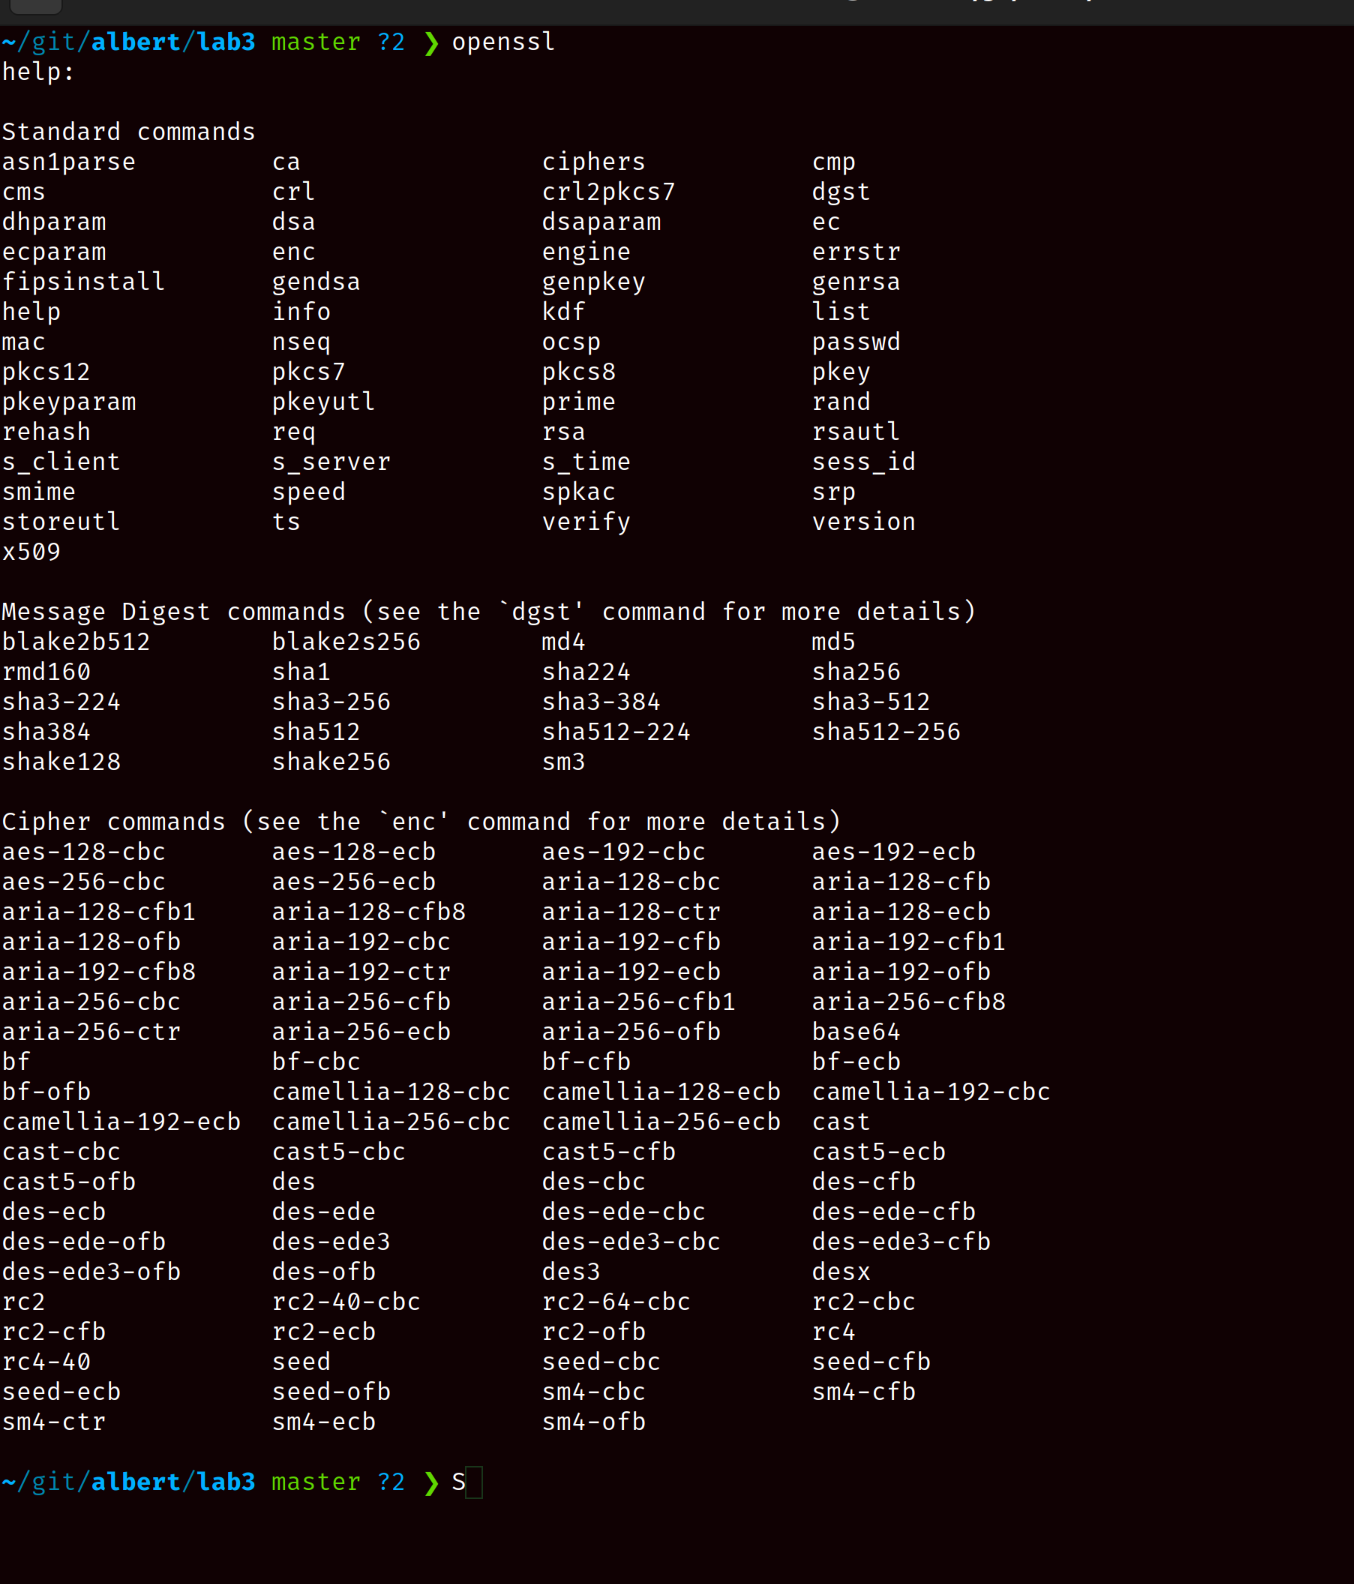 ~/git/albert/lab3 master ?2 ❯ openssl
help:
Standard commands
asn1parse ca ciphers cmp
cms crl crl2pkcs7 dgst
dhparam dsa dsaparam ec
ecparam enc engine errstr
fipsinstall gendsa genpkey genrsa
help info kdf list
mac nseq ocsp passwd
pkcs12 pkcs7 pkcs8 pkey
pkeyparam pkeyutl prime rand
rehash req rsa rsautl
s_client s_server s_time sess_id
smime speed spkac srp
storeutl ts verify version
x509
Message Digest commands (see the `dgst' command for more details)
blake2b512 blake2s256 md4 md5
rmd160 sha1 sha224 sha256
sha3-224 sha3-256 sha3-384 sha3-512
sha384 sha512 sha512-224 sha512-256
shake128 shake256 sm3
Cipher commands (see the `enc' command for more details)
aes-128-cbc aes-128-ecb aes-192-cbc aes-192-ecb
aes-256-cbc aes-256-ecb aria-128-cbc aria-128-cfb
aria-128-cfb1 aria-128-cfb8 aria-128-ctr aria-128-ecb
aria-128-ofb aria-192-cbc aria-192-cfb aria-192-cfb1
aria-192-cfb8 aria-192-ctr aria-192-ecb aria-192-ofb
aria-256-cbc aria-256-cfb aria-256-cfb1 aria-256-cfb8
aria-256-ctr aria-256-ecb aria-256-ofb base64
bf bf-cbc bf-cfb bf-ecb
bf-ofb camellia-128-cbc camellia-128-ecb camellia-192-cbc
camellia-192-ecb camellia-256-cbc camellia-256-ecb cast
cast-cbc cast5-cbc cast5-cfb cast5-ecb
cast5-ofb des des-cbc des-cfb
des-ecb des-ede des-ede-cbc des-ede-cfb
des-ede-ofb des-ede3 des-ede3-cbc des-ede3-cfb
des-ede3-ofb des-ofb des3 desx
rc2 rc2-40-cbc rc2-64-cbc rc2-cbc
rc2-cfb rc2-ecb rc2-ofb rc4
rc4-40 seed seed-cbc seed-cfb
seed-ecb seed-ofb sm4-cbc sm4-cfb
sm4-ctr sm4-ecb sm4-ofb
~/git/albert/lab3 master ?2 ❯ S